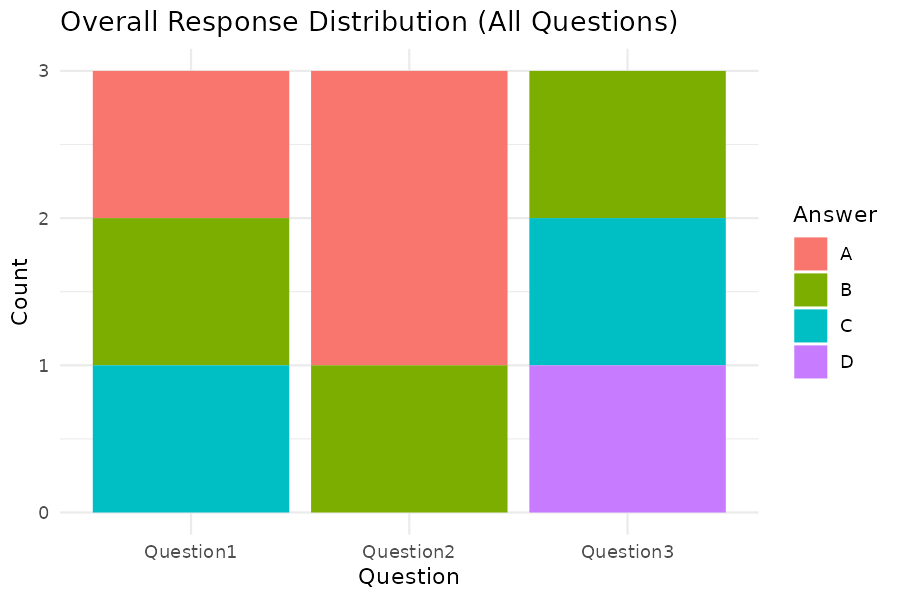 Overall Response Distribution (All Questions)
Count
3
2
1
0
Question1
Question2
Question3
Question
Answer
A
B
C
D